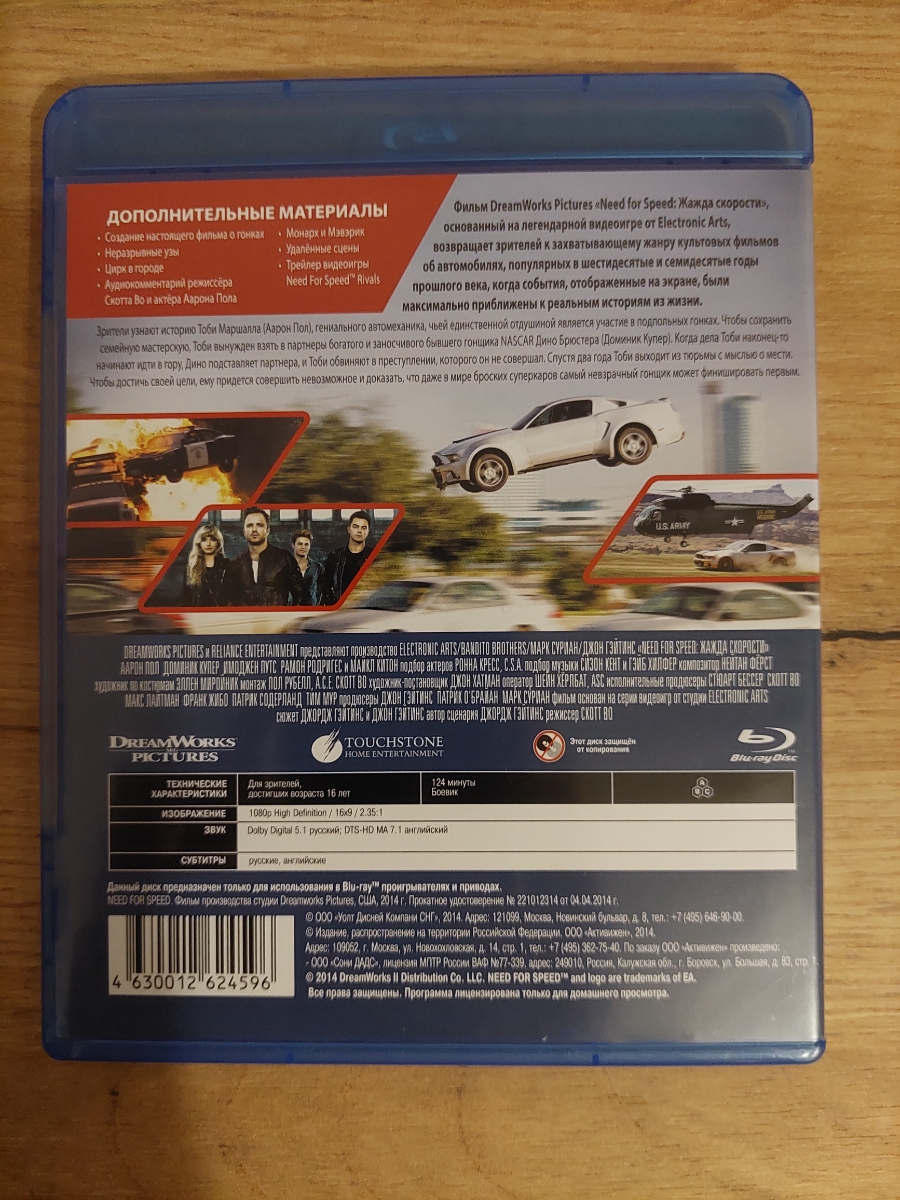 ДОПОЛНИТЕЛЬНЫЕ МАТЕРИАЛЫ
• Создание настоящего фильма о гонках
• Неразрывные узы
• Цирк в городе
• Аудиокомментарий режиссёра
Скотта Во и актёра Аарона Пола
• Монарх и Мэвэрик
• Удалённые сцены
• Трейлер видеоигры
Need For Speed™ Rivals
Фильм DreamWorks Pictures «Need for Speed: Жажда скорости»,
основанный на легендарной видеоигре от Electronic Arts,
возвращает зрителей к захватывающему жанру культовых фильмов
об автомобилях, популярных в шестидесятые и семидесятые годы
прошлого века, когда события, отображенные на экране, были
максимально приближены к реальным историям из жизни.
Зрители узнают историю Тоби Маршалла (Аарон Пол), гениального автомеханика, чьей единственной отдушиной является участие в подпольных гонках. Чтобы сохранить
семейную мастерскую, Тоби вынужден взять в партнеры богатого и заносчивого бывшего гонщика NASCAR Дино Брюстера (Доминик Купер). Когда дела Тоби наконец-то
начинают идти в гору, Дино подставляет партнера, и Тоби обвиняют в преступлении, которого он не совершал. Спустя два года Тоби выходит из тюрьмы с мыслью о мести.
Чтобы достичь своей цели, ему придется совершить невозможное и доказать, что даже в мире броских суперкаров самый невзрачный гонщик может финишировать первым.
U.S. ARMY
DREAMWORKS PICTURES и RELIANCE ENTERTAINMENT представляют производство ELECTRONIC ARTS/BANDITO BROTHERS/МАРК СУРИАН/ДЖОН ГЭЙТИНС «NEED FOR SPEED: ЖАЖДА СКОРОСТИ»
ААРОН ПОЛ ДОМИНИК КУПЕР ИМОДЖЕН ПУТС РАМОН РОДРИГЕС и МАЙКЛ КИТОН подбор актеров РОННА КРЕСС, C.S.A. подбор музыки СИЗОН КЕНТ и ГЭЙБ ХИЛФЕР композитор НЕЙТАН ФЁРСТ
художник по костюмам ЭЛЛЕН МИРОЙНИК монтаж ПОЛ РУБЕЛЛ, A.C.E. СКОТТ ВО художник-постановщик ДЖОН ХАТМАН оператор ШЕЙН ХЕРЛБАТ, ASC исполнительные продюсеры СТЮАРТ БЕССЕР СКОТТ ВО
МАКС ЛАЙТМАН ФРАНК ЖИБО ПАТРИК СОДЕРЛАНД ТИМ МУР продюсеры ДЖОН ГЭЙТИНС ПАТРИК О'БРАЙАН МАРК СУРИАН фильм основан на серии видеоигр от студии ELECTRONIC ARTS
сюжет ДЖОРДЖ ГЭЙТИНС и ДЖОН ГЭЙТИНС автор сценария ДЖОРДЖ ГЭЙТИНС режиссер СКОТТ ВО
DREAMWORKS
SKG
PICTURES
TOUCHSTONE
HOME ENTERTAINMENT
Этот диск защищён
от копирования
Blu-ray Disc™
ТЕХНИЧЕСКИЕ
ХАРАКТЕРИСТИКИ
Для зрителей,
достигших возраста 16 лет
124 минуты
Боевик
A
B C
ИЗОБРАЖЕНИЕ
1080p High Definition / 16x9 / 2.35:1
ЗВУК
Dolby Digital 5.1 русский; DTS-HD MA 7.1 английский
СУБТИТРЫ
русские, английские
Данный диск предназначен только для использования в Blu-ray™ проигрывателях и приводах.
NEED FOR SPEED. Фильм производства студии Dreamworks Pictures, США, 2014 г. Прокатное удостоверение № 221012314 от 04.04.2014 г.
© ООО «Уолт Дисней Компани СНГ», 2014. Адрес: 121099, Москва, Новинский бульвар, д. 8, тел.: +7 (495) 646-90-00.
© Издание, распространение на территории Российской Федерации. ООО «Активижен», 2014.
Адрес: 109052, г. Москва, ул. Новохохловская, д. 14, стр. 1, тел.: +7 (495) 362-75-40. По заказу ООО «Активижен» произведено:
- ООО «Сони ДАДС», лицензия МПТР России ВАФ №77-339, адрес: 249010, Россия, Калужская обл., г. Боровск, ул. Большая, д. 83, стр. 1.
© 2014 DreamWorks II Distribution Co. LLC. NEED FOR SPEED™ and logo are trademarks of EA.
Все права защищены. Программа лицензирована только для домашнего просмотра.
4 630012 624596